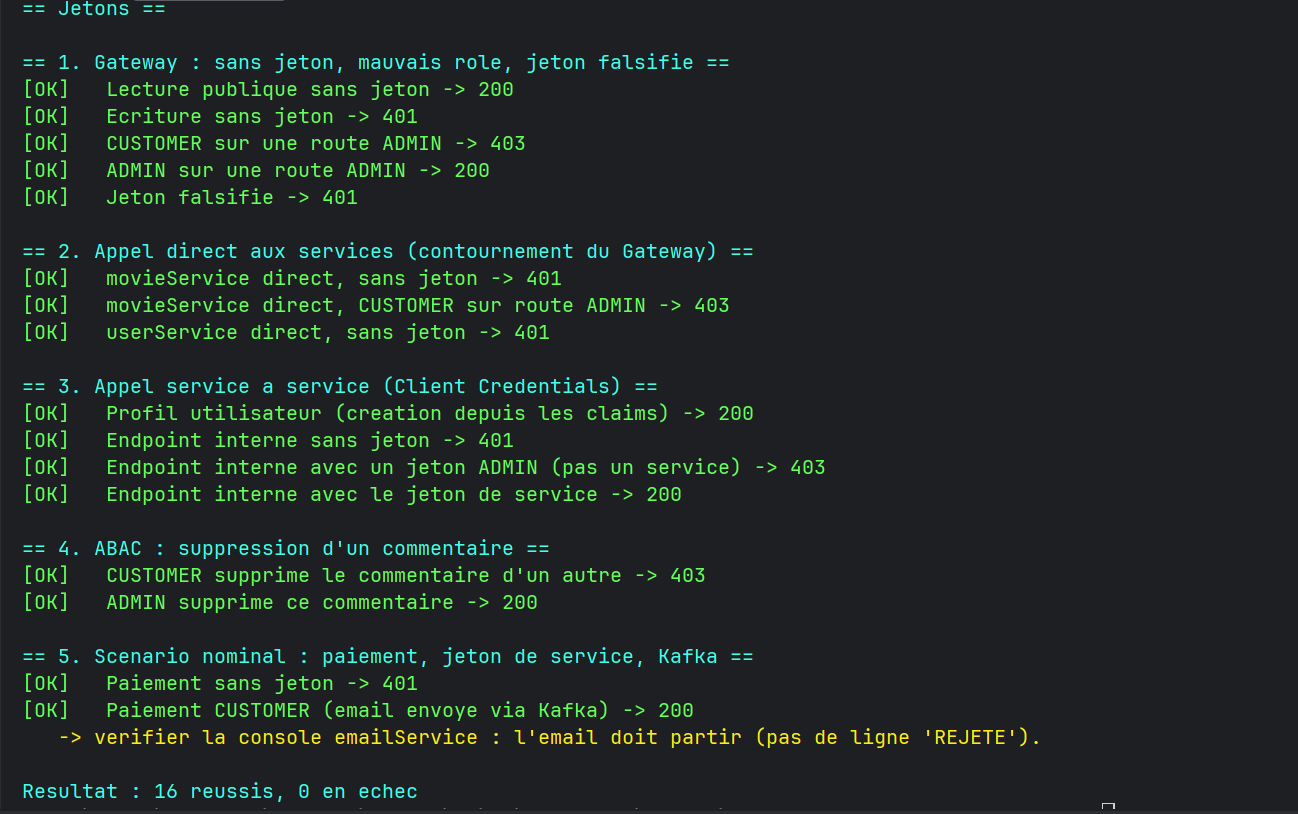 == Jetons ==
== 1. Gateway : sans jeton, mauvais role, jeton falsifie ==
[OK]   Lecture publique sans jeton -> 200
[OK]   Ecriture sans jeton -> 401
[OK]   CUSTOMER sur une route ADMIN -> 403
[OK]   ADMIN sur une route ADMIN -> 200
[OK]   Jeton falsifie -> 401
== 2. Appel direct aux services (contournement du Gateway) ==
[OK]   movieService direct, sans jeton -> 401
[OK]   movieService direct, CUSTOMER sur route ADMIN -> 403
[OK]   userService direct, sans jeton -> 401
== 3. Appel service a service (Client Credentials) ==
[OK]   Profil utilisateur (creation depuis les claims) -> 200
[OK]   Endpoint interne sans jeton -> 401
[OK]   Endpoint interne avec un jeton ADMIN (pas un service) -> 403
[OK]   Endpoint interne avec le jeton de service -> 200
== 4. ABAC : suppression d'un commentaire ==
[OK]   CUSTOMER supprime le commentaire d'un autre -> 403
[OK]   ADMIN supprime ce commentaire -> 200
== 5. Scenario nominal : paiement, jeton de service, Kafka ==
[OK]   Paiement sans jeton -> 401
[OK]   Paiement CUSTOMER (email envoye via Kafka) -> 200
   -> verifier la console emailService : l'email doit partir (pas de ligne 'REJETE').
Resultat : 16 reussis, 0 en echec